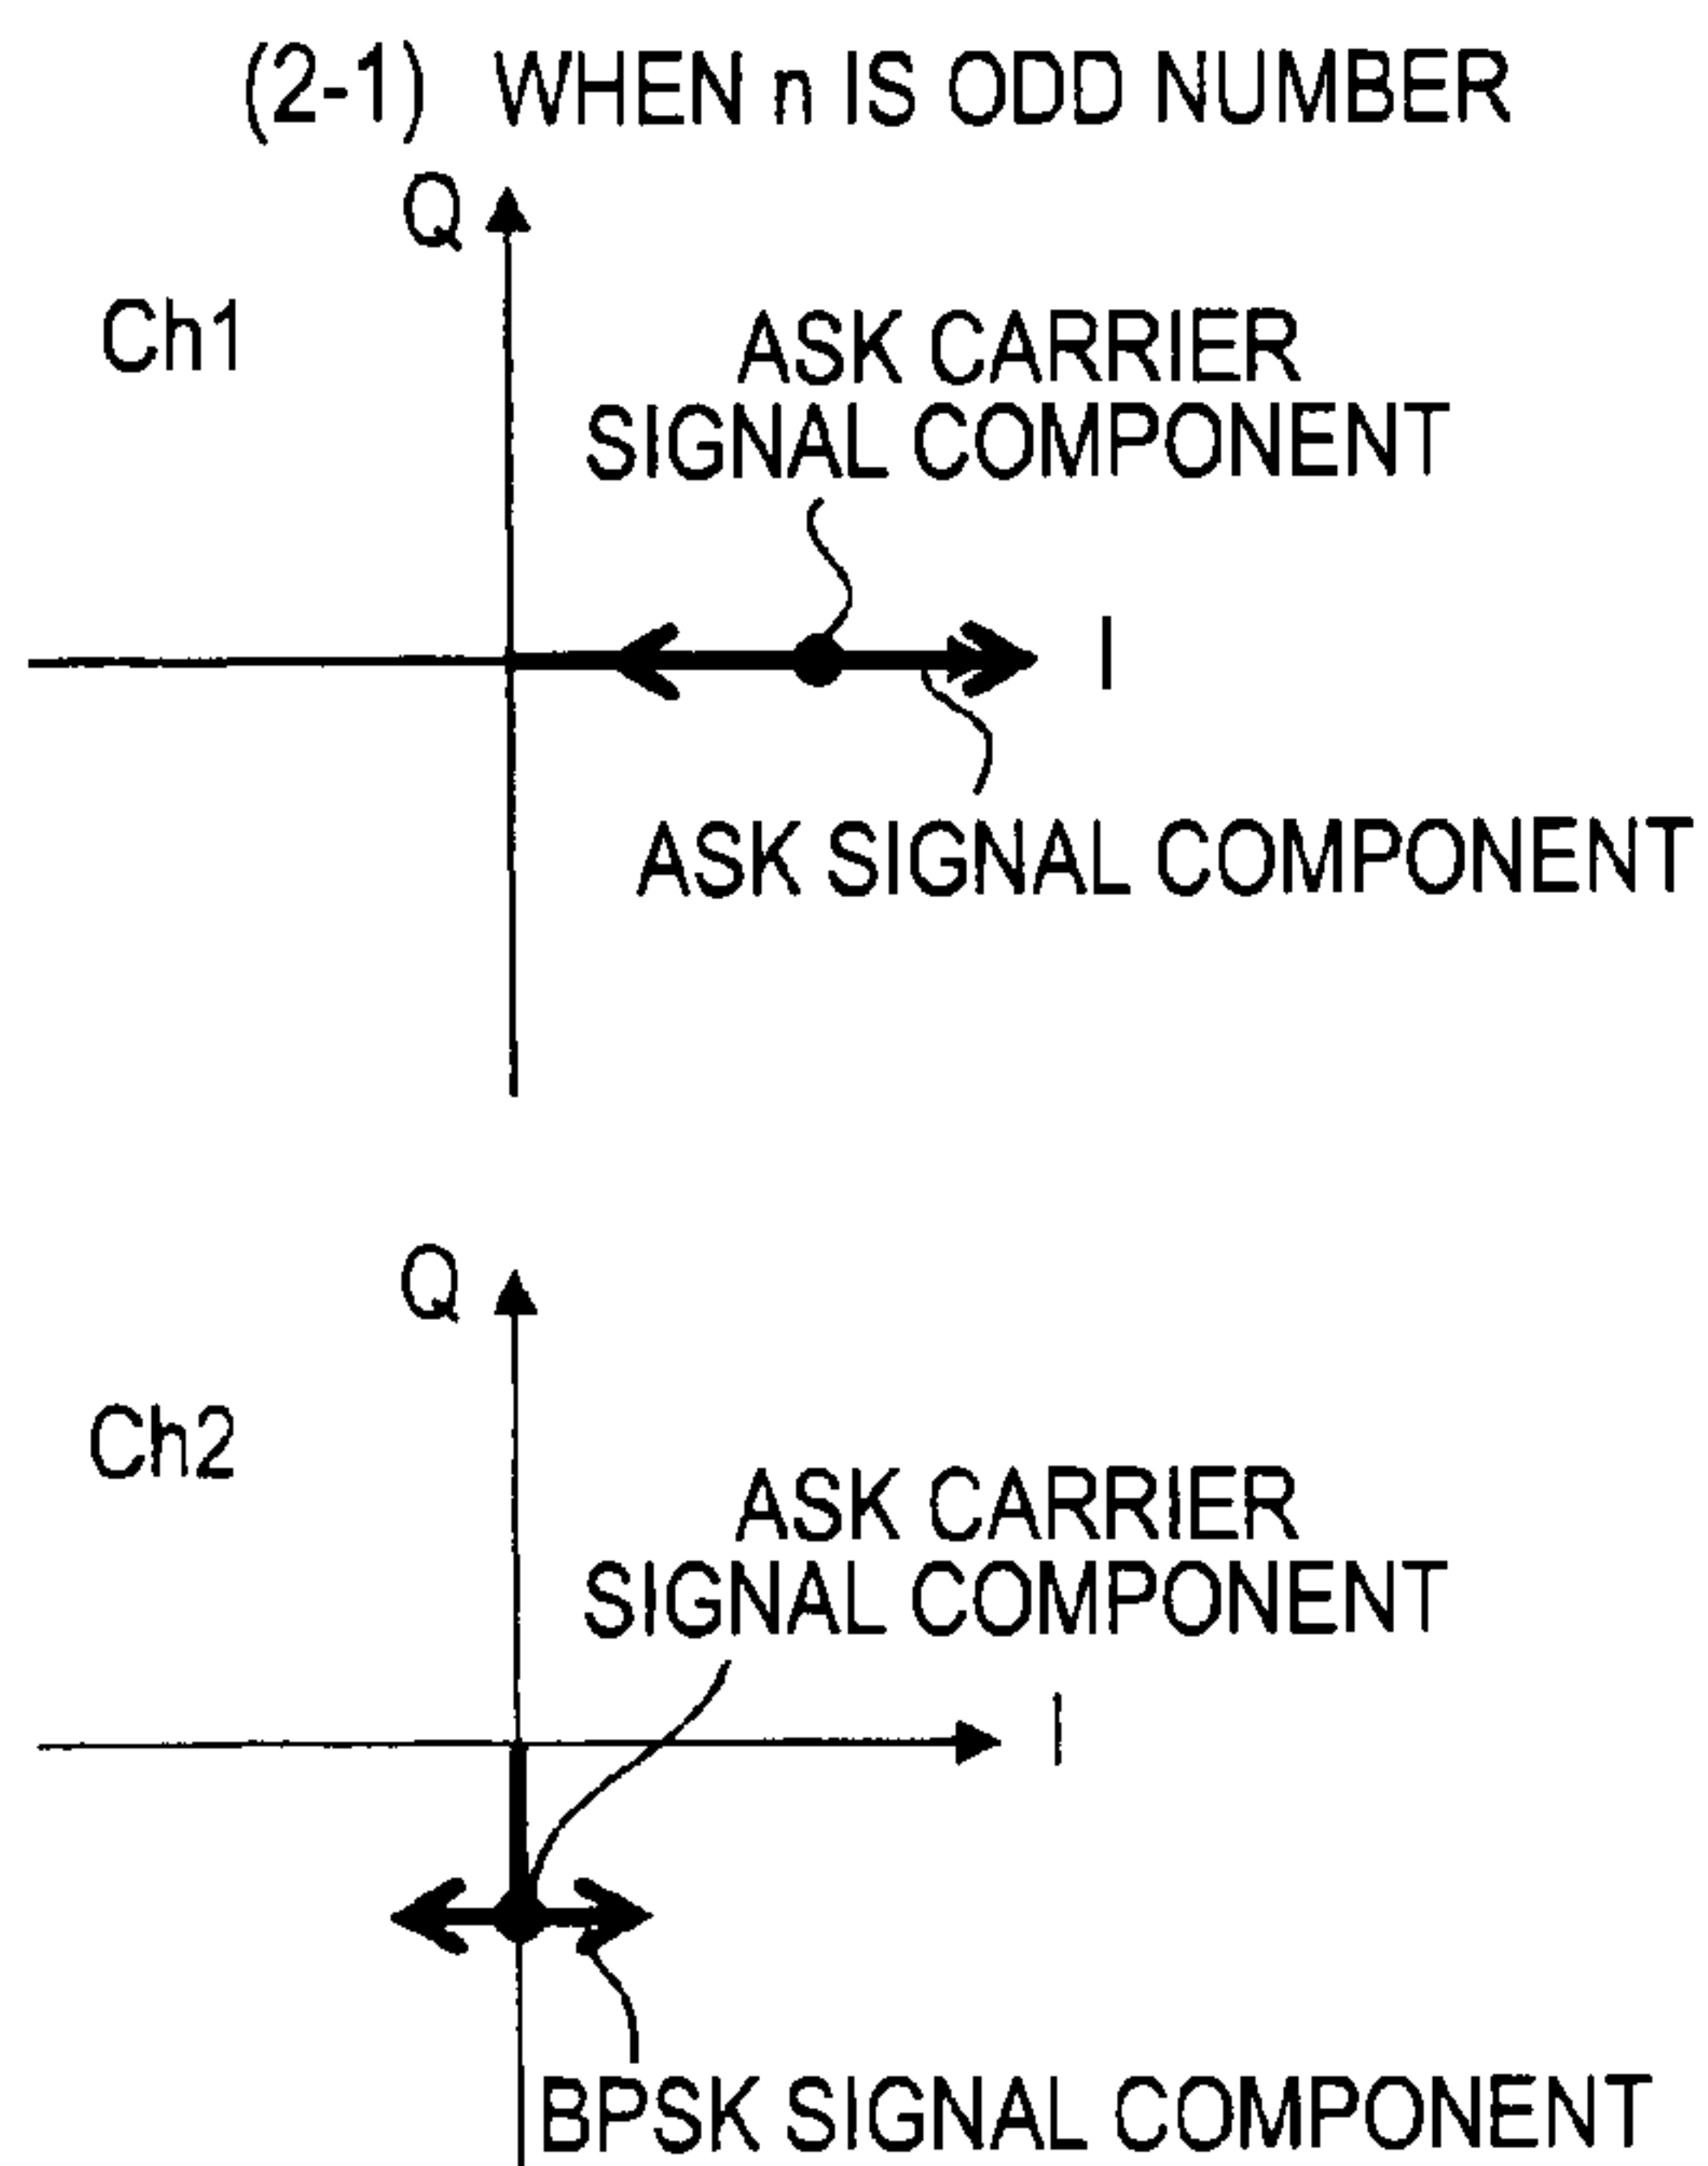 (2-1) WHEN n IS ODD NUMBER
Q
Ch1
ASK CARRIER
SIGNAL COMPONENT
I
ASK SIGNAL COMPONENT
Q
Ch2
ASK CARRIER
SIGNAL COMPONENT
I
BPSK SIGNAL COMPONENT